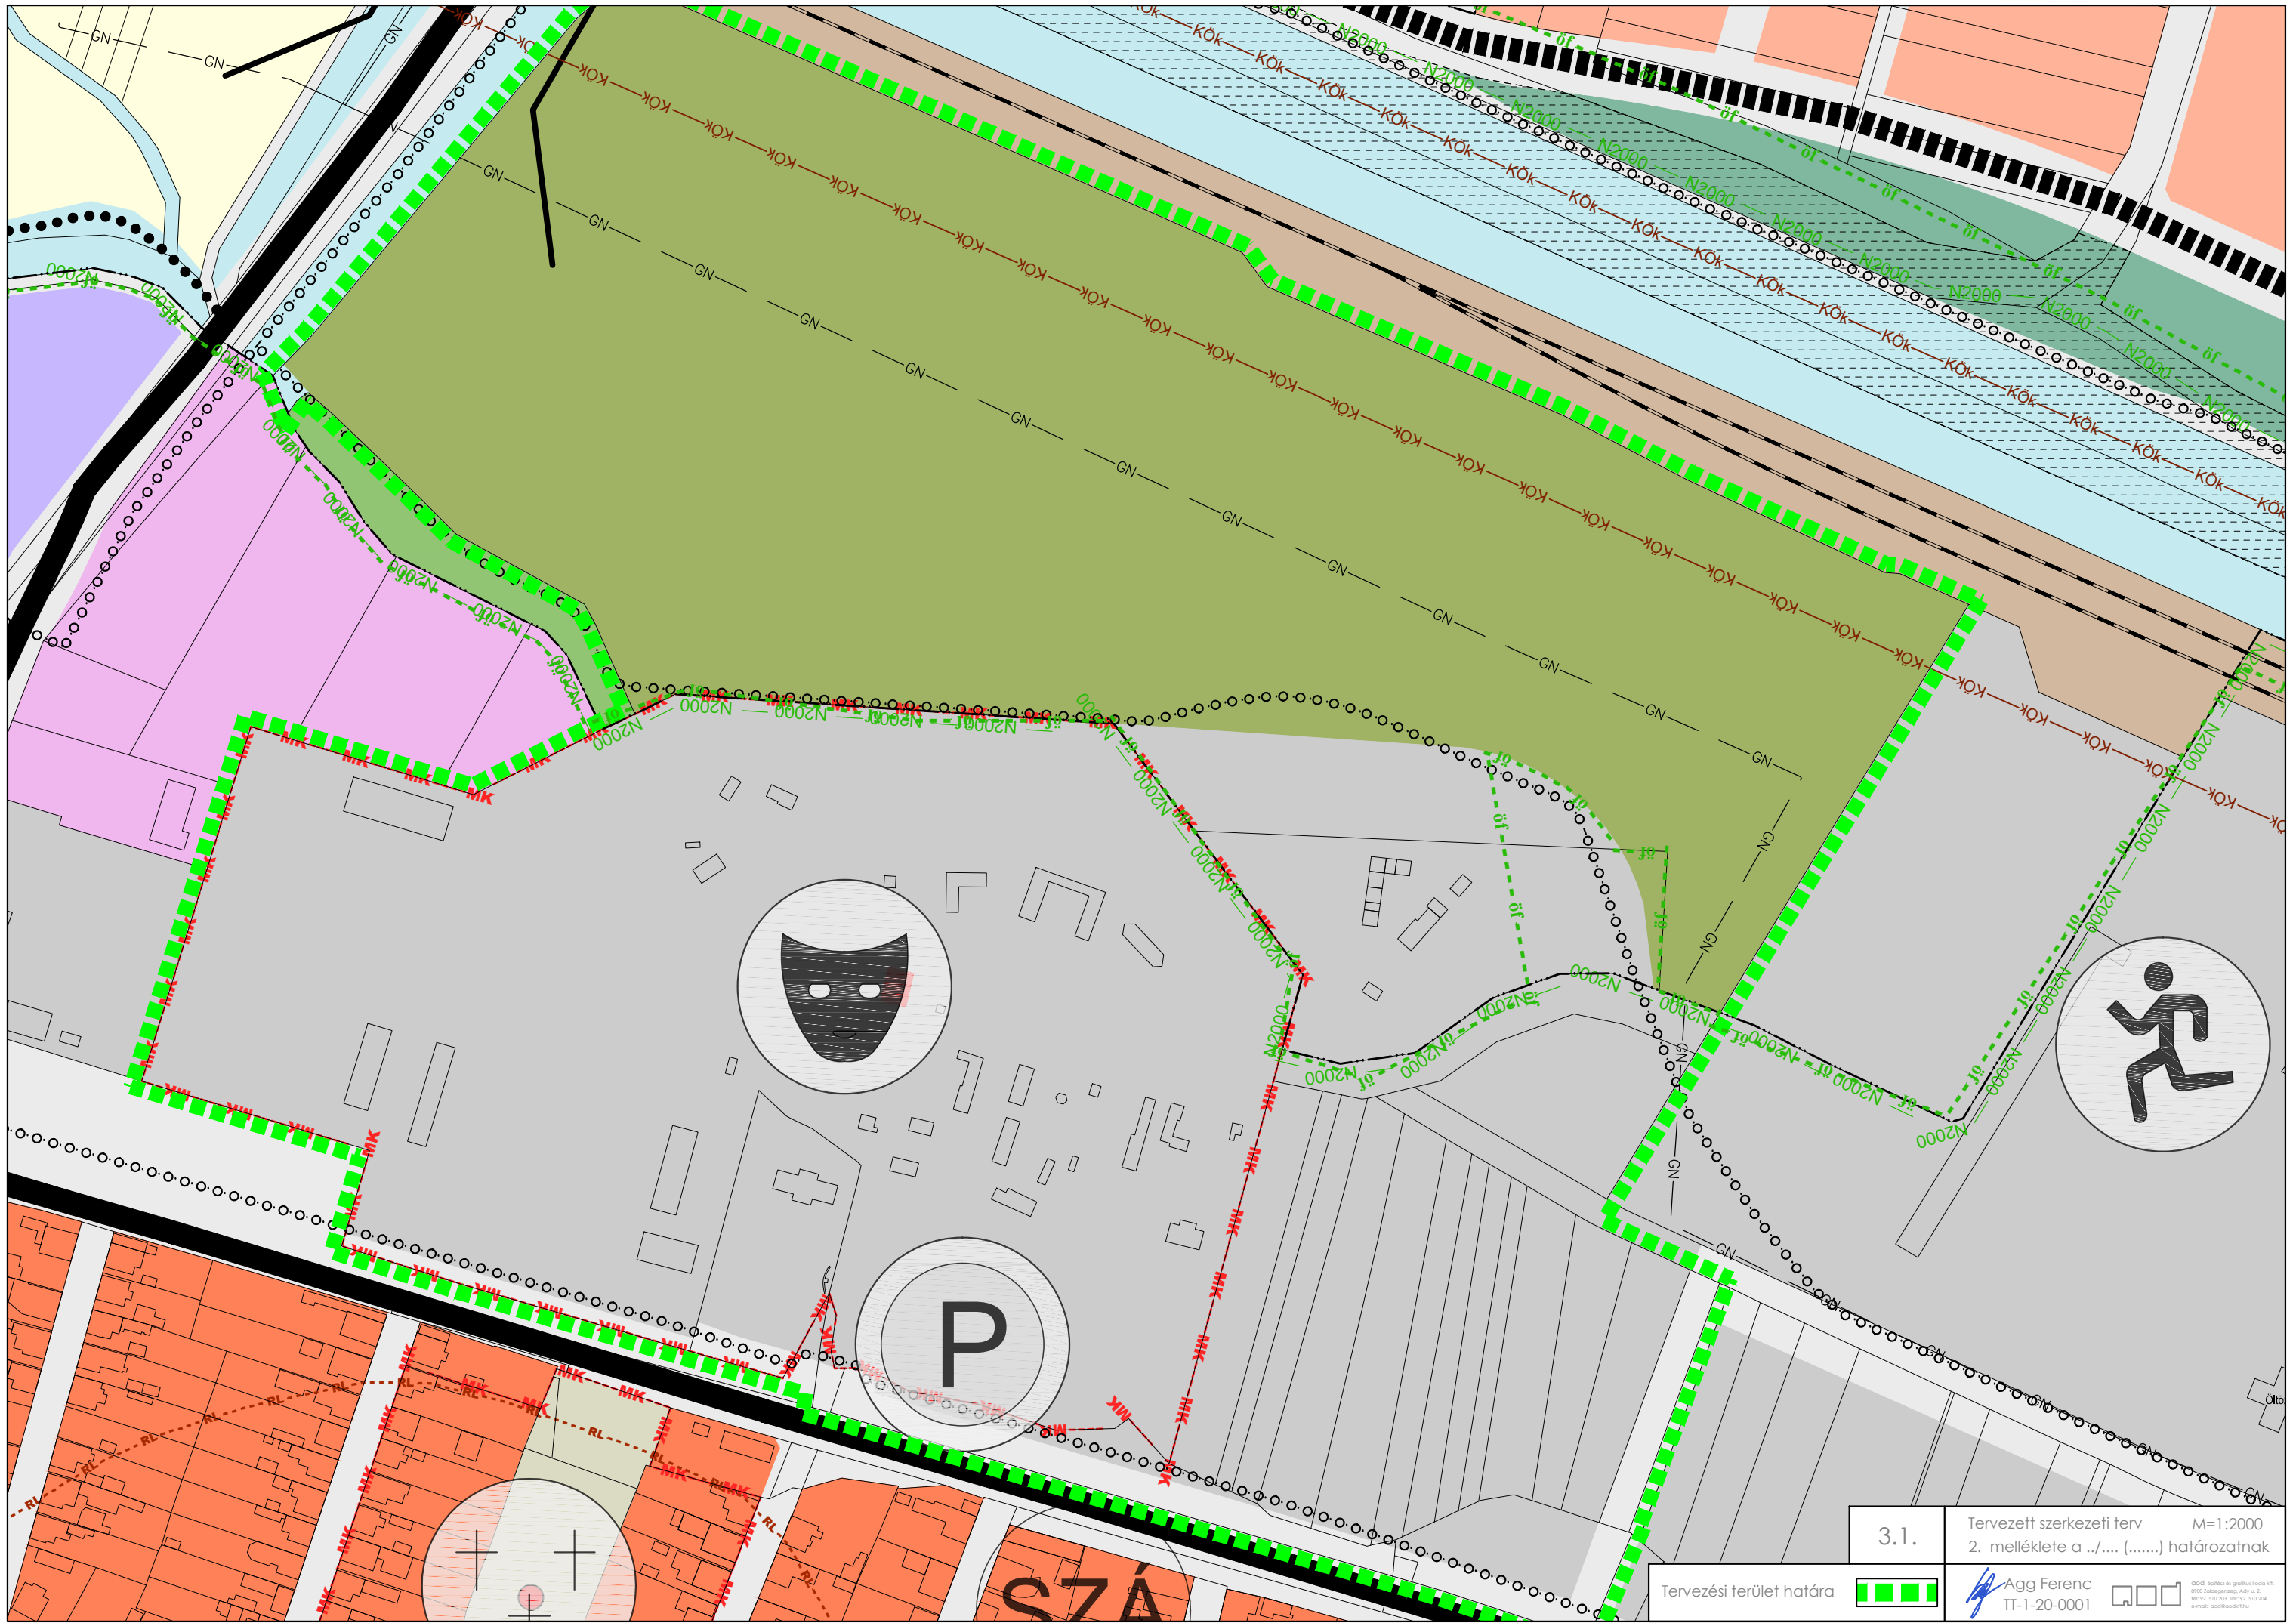 GN
KÖk
N2000
öf
MK
RL
P
SZÁ
Öltö
3.1.
Tervezett szerkezeti terv M=1:2000
2. melléklete a ../.... (.......) határozatnak
Tervezési terület határa
Agg Ferenc
TT-1-20-0001